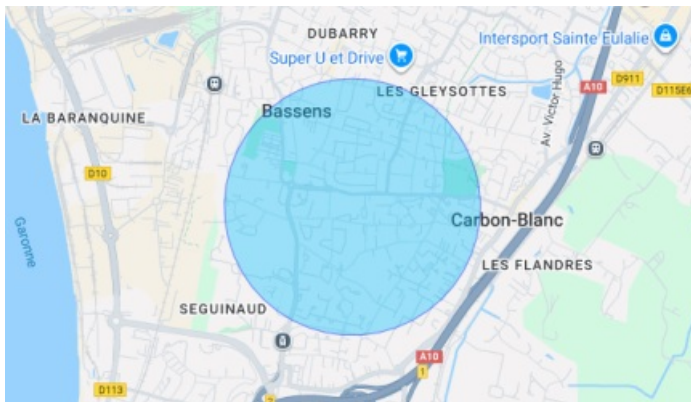 DUBARRY
Super U et Drive
Intersport Sainte Eulalie
A10
D911
D115E6
LES GLEYSOTTES
Bassens
LA BARANQUINE
Av. Victor Hugo
D10
Garonne
Carbon-Blanc
LES FLANDRES
SEGUINAUD
A10
1
D113